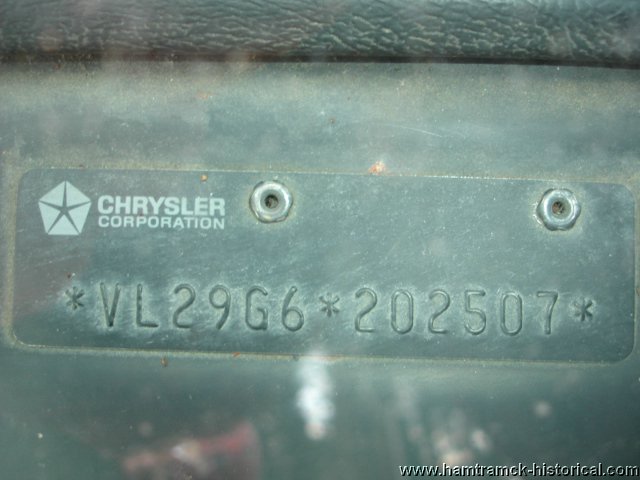 CHRYSLER
CORPORATION
*VL29G6*202507*
www.hamtramck-historical.com